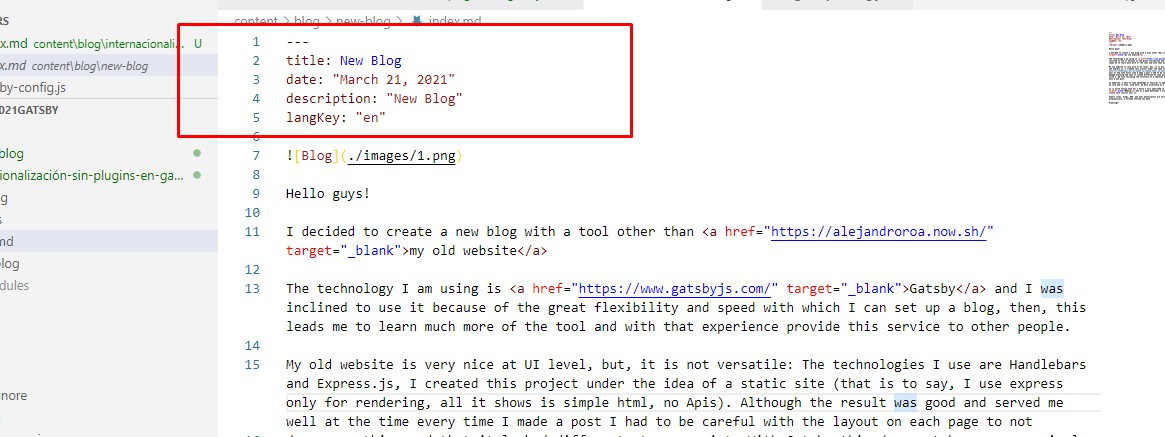 content > blog > new-blog > index.md
RS
x.md content\blog\internacionali... U
x.md content\blog\new-blog
by-config.js
2021GATSBY
blog
ionalización-sin-plugins-en-ga...
g
s
md
log
dules
nore
1 ---
2 title: New Blog
3 date: "March 21, 2021"
4 description: "New Blog"
5 langKey: "en"
6
7 ![Blog](./images/1.png)
8
9 Hello guys!
10
11 I decided to create a new blog with a tool other than <a href="https://alejandroroa.now.sh/"
target="_blank">my old website</a>
12
13 The technology I am using is <a href="https://www.gatsbyjs.com/" target="_blank">Gatsby</a> and I was
inclined to use it because of the great flexibility and speed with which I can set up a blog, then, this
leads me to learn much more of the tool and with that experience provide this service to other people.
14
15 My old website is very nice at UI level, but, it is not versatile: The technologies I use are Handlebars
and Express.js, I created this project under the idea of a static site (that is to say, I use express
only for rendering, all it shows is simple html, no Apis). Although the result was good and served me
well at the time every time I made a post I had to be careful with the layout on each page to not